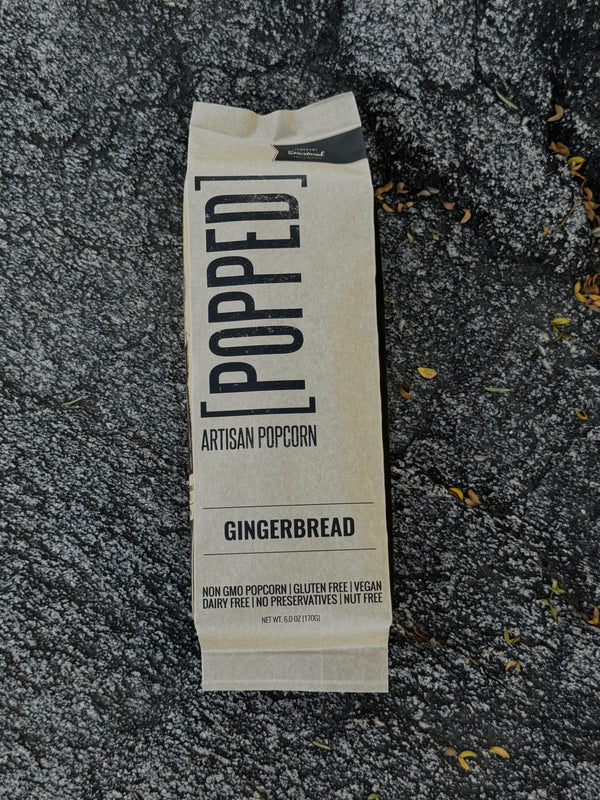 Seasonal
[POPPED]
ARTISAN POPCORN
GINGERBREAD
NON GMO POPCORN | GLUTEN FREE | VEGAN
DAIRY FREE | NO PRESERVATIVES | NUT FREE
NET WT. 6.0 OZ (170G)